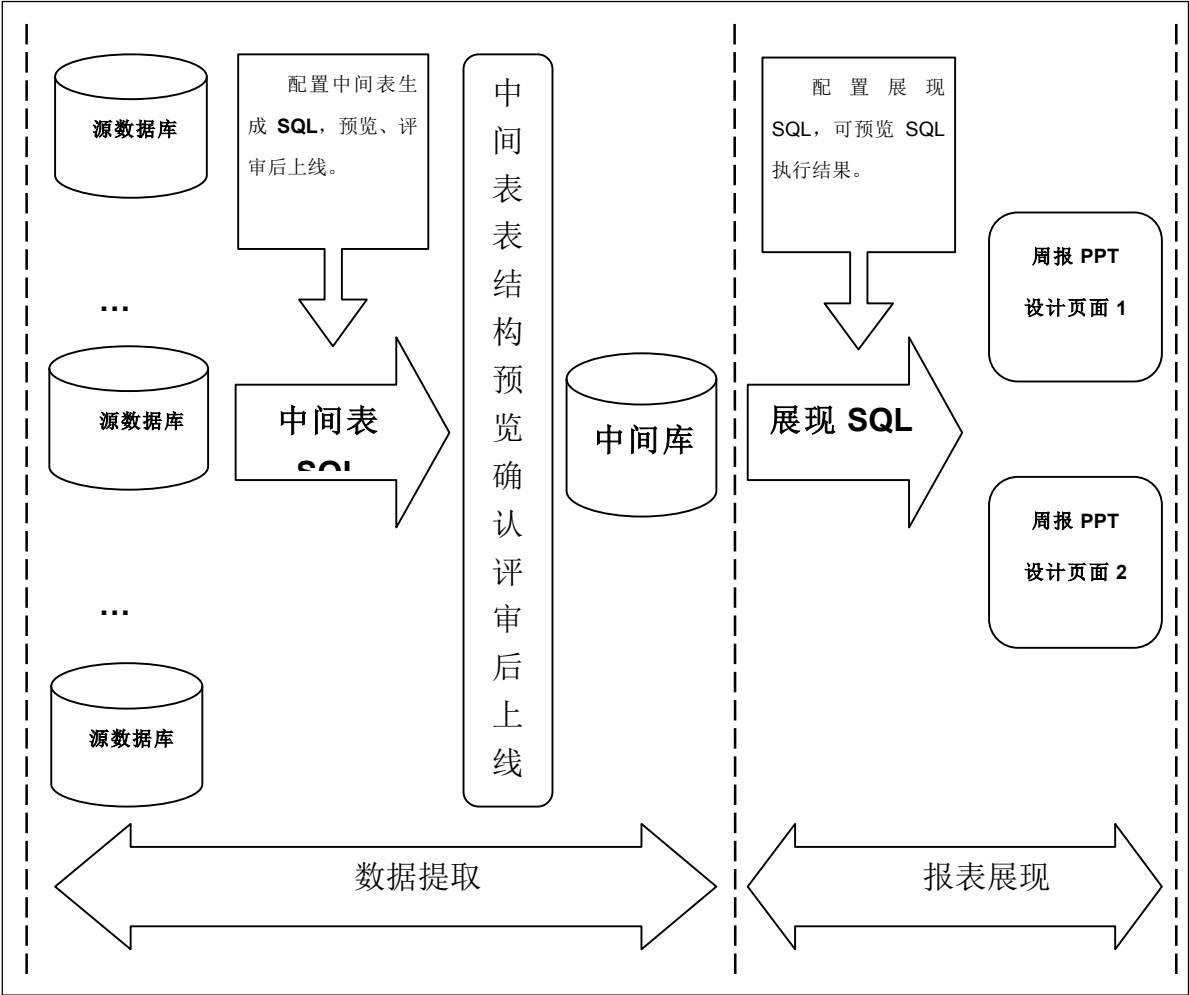 源数据库
配置中间表生
成 SQL，预览、评
审后上线。
中
间
表
表
结
构
预
览
确
认
评
审
后
上
线
配置展现
SQL，可预览 SQL
执行结果。
周报 PPT
设计页面 1
…
源数据库
中间表
SQL
中间库
展现 SQL
周报 PPT
设计页面 2
…
源数据库
数据提取
报表展现